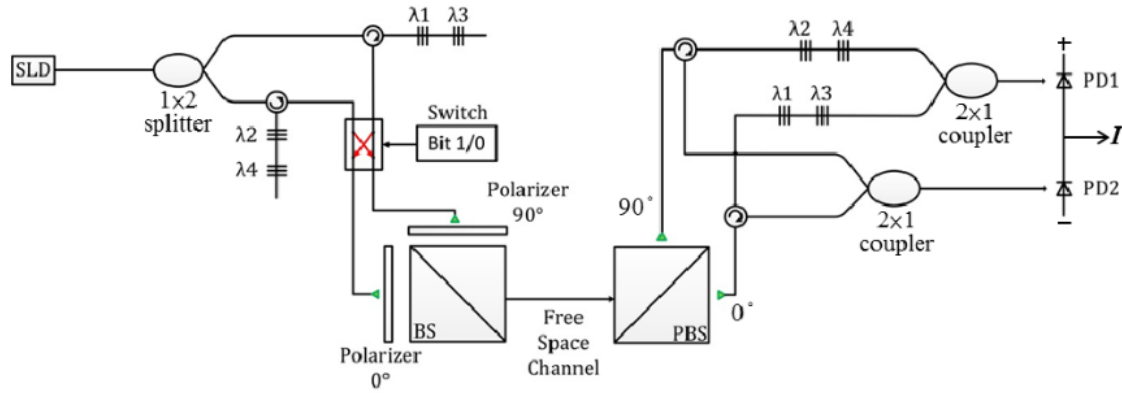 SLD
1×2
splitter
λ1 λ3
λ2
λ4
Switch
Bit 1/0
Polarizer
90°
BS
Polarizer
0°
Free
Space
Channel
PBS
90°
0°
λ2 λ4
λ1 λ3
2×1
coupler
2×1
coupler
+
PD1
I
PD2
−